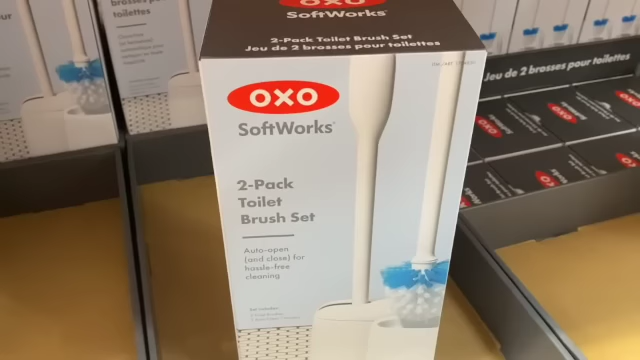 OXO
SoftWorks
2-Pack Toilet Brush Set
Jeu de 2 brosses pour toilettes
OXO
SoftWorks
2-Pack
Toilet
Brush Set
Auto-open
(and close) for
hassle-free
cleaning
Jeu de 2 brosses pour toilettes
brosses pour
toilettes
OXO
OXO
OXO
OXO